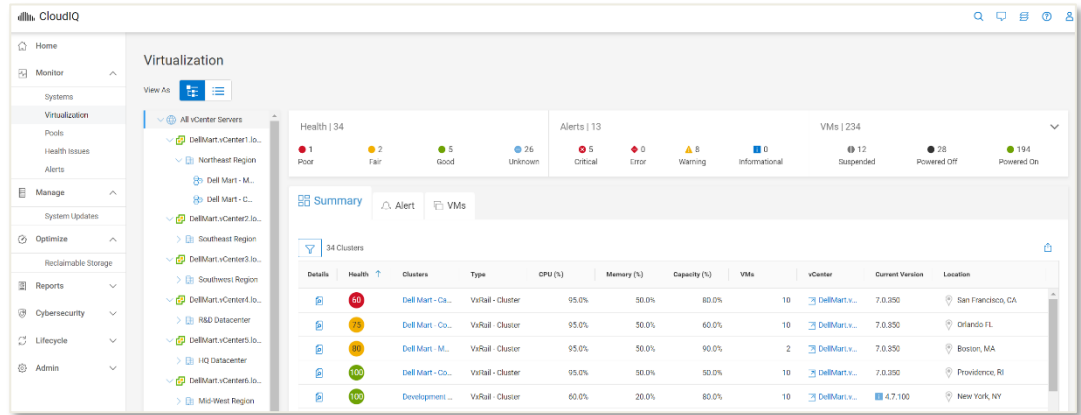 CloudIQ
Home
Monitor
Systems
Virtualization
Pools
Health Issues
Alerts
Manage
System Updates
Optimize
Reclaimable Storage
Reports
Cybersecurity
Lifecycle
Admin
Virtualization
View As
All vCenter Servers
DellMart.vCenter1.lo...
Northeast Region
Dell Mart - M...
Dell Mart - C...
DellMart.vCenter2.lo...
Southeast Region
DellMart.vCenter3.lo...
Southwest Region
DellMart.vCenter4.lo...
R&D Datacenter
DellMart.vCenter5.lo...
HQ Datacenter
DellMart.vCenter6.lo...
Mid-West Region
Health | 34
1 2 5 26
Poor Fair Good Unknown
Alerts | 13
5 0 8 0
Critical Error Warning Informational
VMs | 234
12 28 194
Suspended Powered Off Powered On
Summary Alert VMs
34 Clusters
Details Health Clusters Type CPU (%) Memory (%) Capacity (%) VMs vCenter Current Version Location
60 Dell Mart - Ca... VxRail - Cluster 95.0% 50.0% 80.0% 10 DellMart.v... 7.0.350 San Francisco, CA
75 Dell Mart - Co... VxRail - Cluster 95.0% 50.0% 60.0% 10 DellMart.v... 7.0.350 Orlando FL
80 Dell Mart - M... VxRail - Cluster 95.0% 50.0% 90.0% 2 DellMart.v... 7.0.350 Boston, MA
100 Dell Mart - Co... VxRail - Cluster 95.0% 50.0% 50.0% 10 DellMart.v... 7.0.350 Providence, RI
100 Development ... VxRail - Cluster 60.0% 20.0% 80.0% 10 DellMart.v... 4.7.100 New York, NY